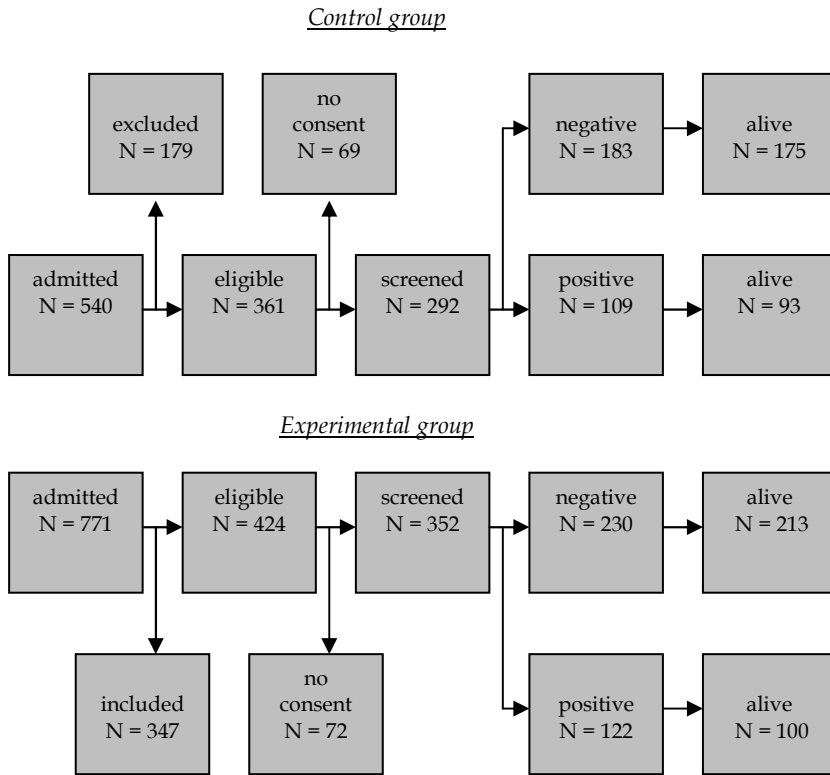 Control group
excluded
N = 179
no
consent
N = 69
negative
N = 183
alive
N = 175
admitted
N = 540
eligible
N = 361
screened
N = 292
positive
N = 109
alive
N = 93
Experimental group
admitted
N = 771
eligible
N = 424
screened
N = 352
negative
N = 230
alive
N = 213
included
N = 347
no
consent
N = 72
positive
N = 122
alive
N = 100